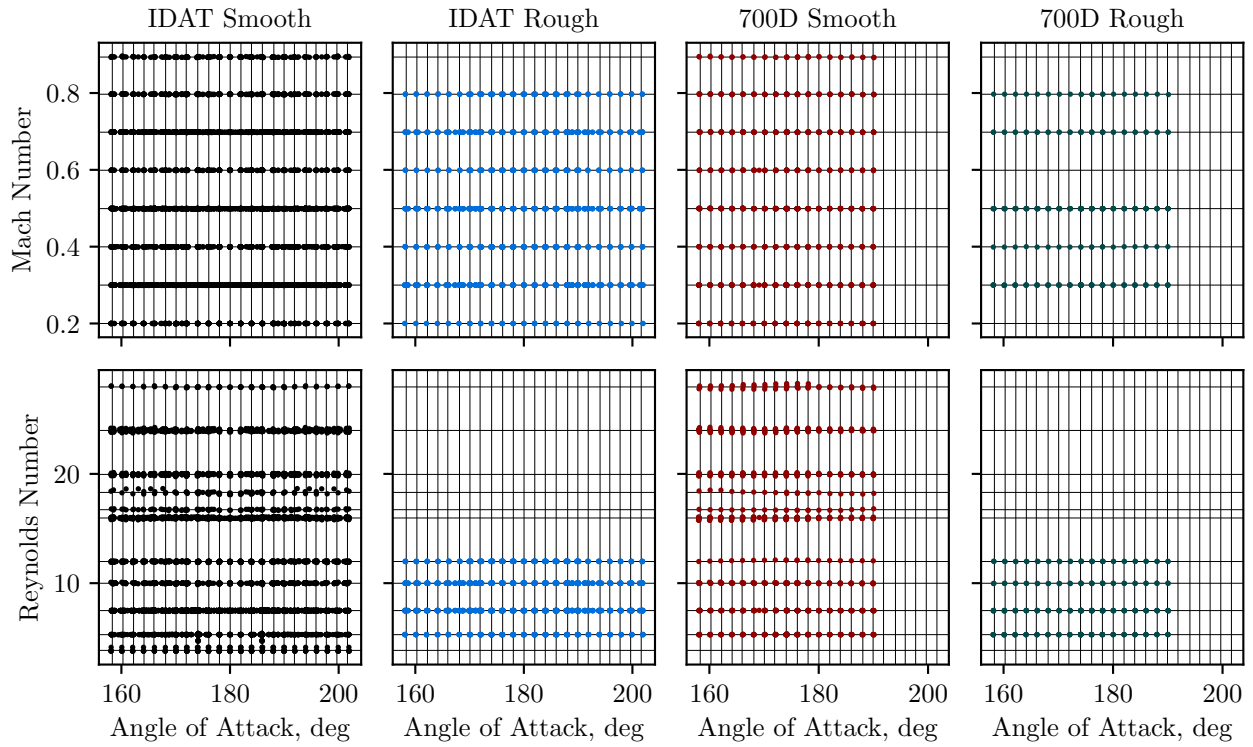 IDAT Smooth IDAT Rough 700D Smooth 700D Rough
Mach Number
0.8
0.6
0.4
0.2
Reynolds Number
20
10
160 180 200 160 180 200 160 180 200 160 180 200
Angle of Attack, deg Angle of Attack, deg Angle of Attack, deg Angle of Attack, deg